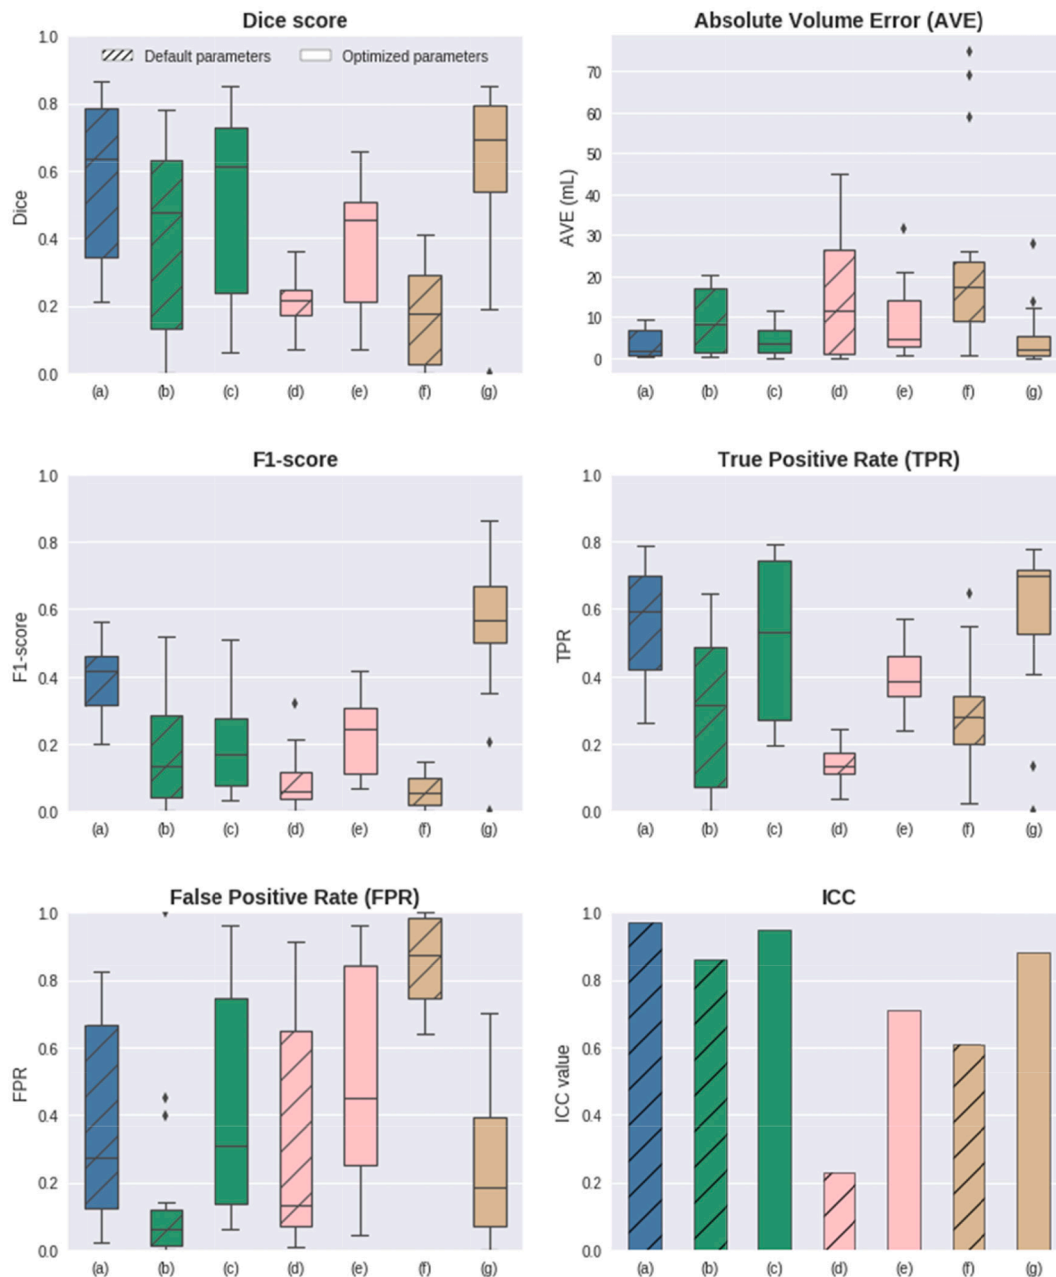 Dice score
Default parameters Optimized parameters
Dice
1.0
0.8
0.6
0.4
0.2
0.0
(a) (b) (c) (d) (e) (f) (g)
Absolute Volume Error (AVE)
AVE (mL)
70
60
50
40
30
20
10
0
(a) (b) (c) (d) (e) (f) (g)
F1-score
F1-score
1.0
0.8
0.6
0.4
0.2
0.0
(a) (b) (c) (d) (e) (f) (g)
True Positive Rate (TPR)
TPR
1.0
0.8
0.6
0.4
0.2
0.0
(a) (b) (c) (d) (e) (f) (g)
False Positive Rate (FPR)
FPR
1.0
0.8
0.6
0.4
0.2
0.0
(a) (b) (c) (d) (e) (f) (g)
ICC
ICC value
1.0
0.8
0.6
0.4
0.2
0.0
(a) (b) (c) (d) (e) (f) (g)